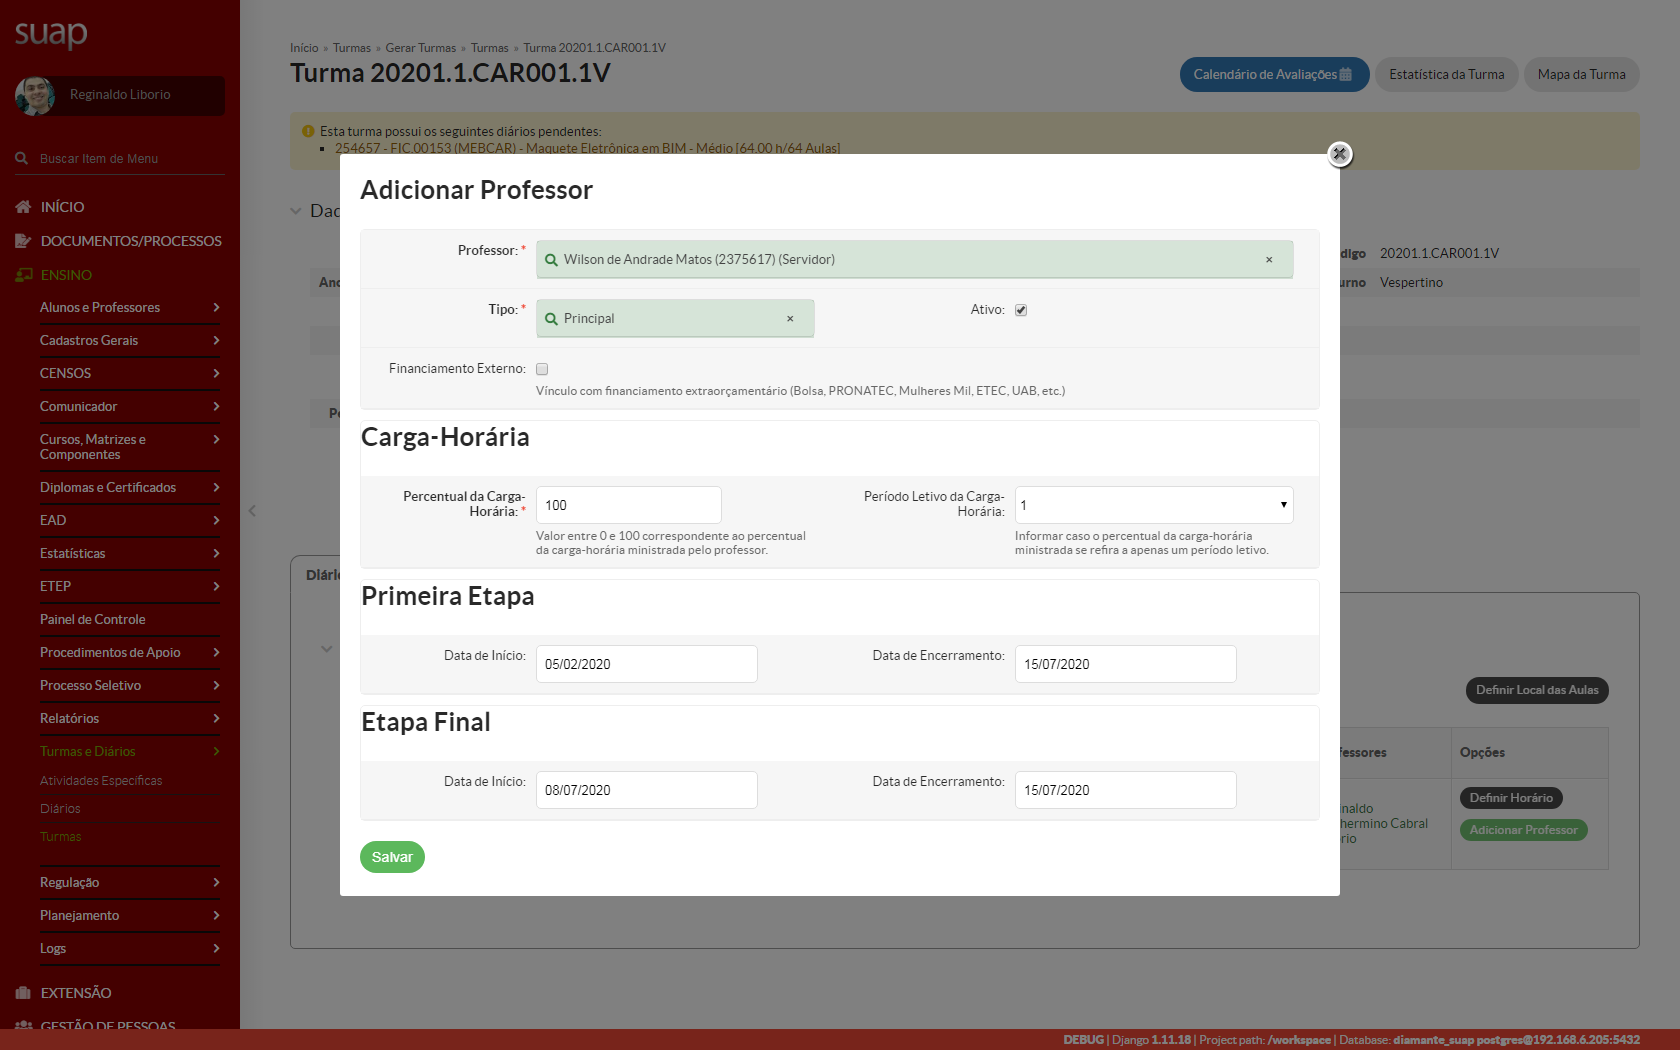 suap
Reginaldo Liborio
Buscar Item de Menu
INÍCIO
DOCUMENTOS/PROCESSOS
ENSINO
Alunos e Professores
Cadastros Gerais
CENSOS
Comunicador
Cursos, Matrizes e
Componentes
Diplomas e Certificados
EAD
Estatísticas
ETEP
Painel de Controle
Procedimentos de Apoio
Processo Seletivo
Relatórios
Turmas e Diários
Atividades Específicas
Diários
Turmas
Regulação
Planejamento
Logs
EXTENSÃO
GESTÃO DE PESSOAS
Início » Turmas » Gerar Turmas » Turmas » Turma 20201.1.CAR001.1V
Turma 20201.1.CAR001.1V
Calendário de Avaliações
Estatística da Turma
Mapa da Turma
Esta turma possui os seguintes diários pendentes:
254657 - FIC.00153 (MEBCAR) - Maquete Eletrônica em BIM - Médio [64.00 h/64 Aulas]
Adicionar Professor
Professor: *
Wilson de Andrade Matos (2375617) (Servidor) ×
Tipo: *
Principal ×
Ativo:
Financiamento Externo:
Vínculo com financiamento extraorçamentário (Bolsa, PRONATEC, Mulheres Mil, ETEC, UAB, etc.)
Carga-Horária
Percentual da Carga-
Horária: *
100
Valor entre 0 e 100 correspondente ao percentual
da carga-horária ministrada pelo professor.
Período Letivo da Carga-
Horária:
1
Informar caso o percentual da carga-horária
ministrada se refira a apenas um período letivo.
Primeira Etapa
Data de Início: 05/02/2020
Data de Encerramento: 15/07/2020
Etapa Final
Data de Início: 08/07/2020
Data de Encerramento: 15/07/2020
Salvar
20201.1.CAR001.1V
Vespertino
Definir Local das Aulas
Opções
Cabral
Definir Horário
Adicionar Professor
DEBUG | Django 1.11.18 | Project path: /workspace | Database: diamante_suap postgres@192.168.6.205:5432